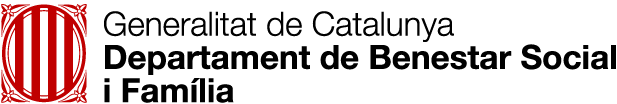 Generalitat de Catalunya
Departament de Benestar Social
i Família